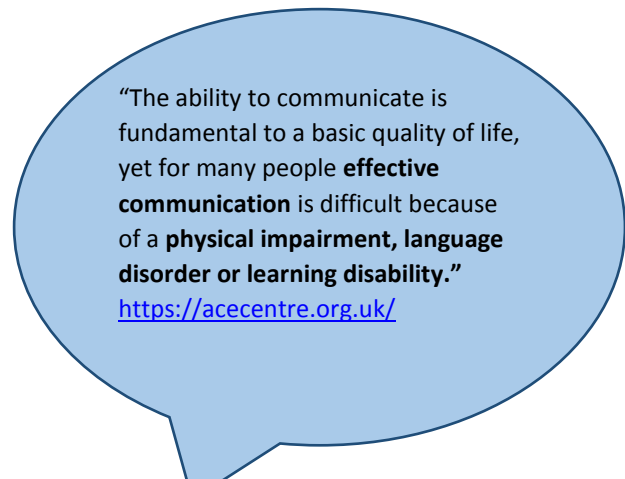 “The ability to communicate is
fundamental to a basic quality of life,
yet for many people effective
communication is difficult because
of a physical impairment, language
disorder or learning disability.”
https://acecentre.org.uk/